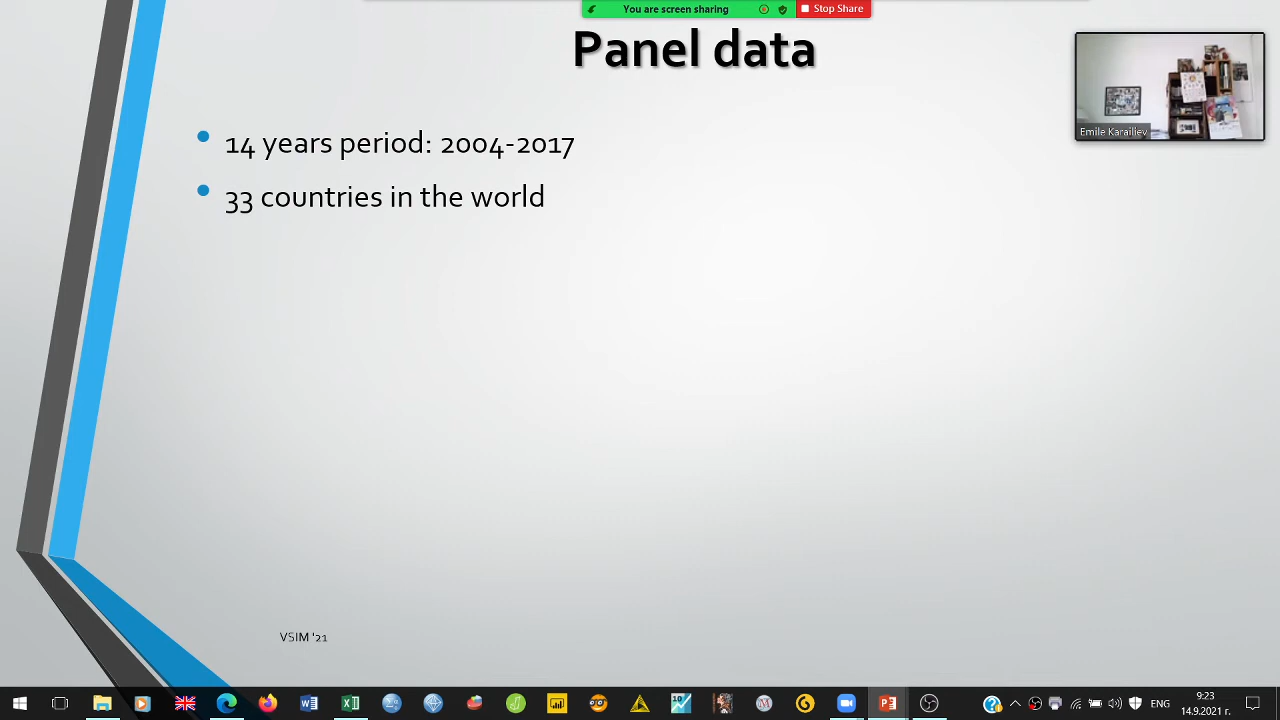 You are screen sharing
Stop Share
Panel data
Emile Karailiev
14 years period: 2004-2017
33 countries in the world
VSIM '21
10
ENG
9:23
14.9.2021 г.